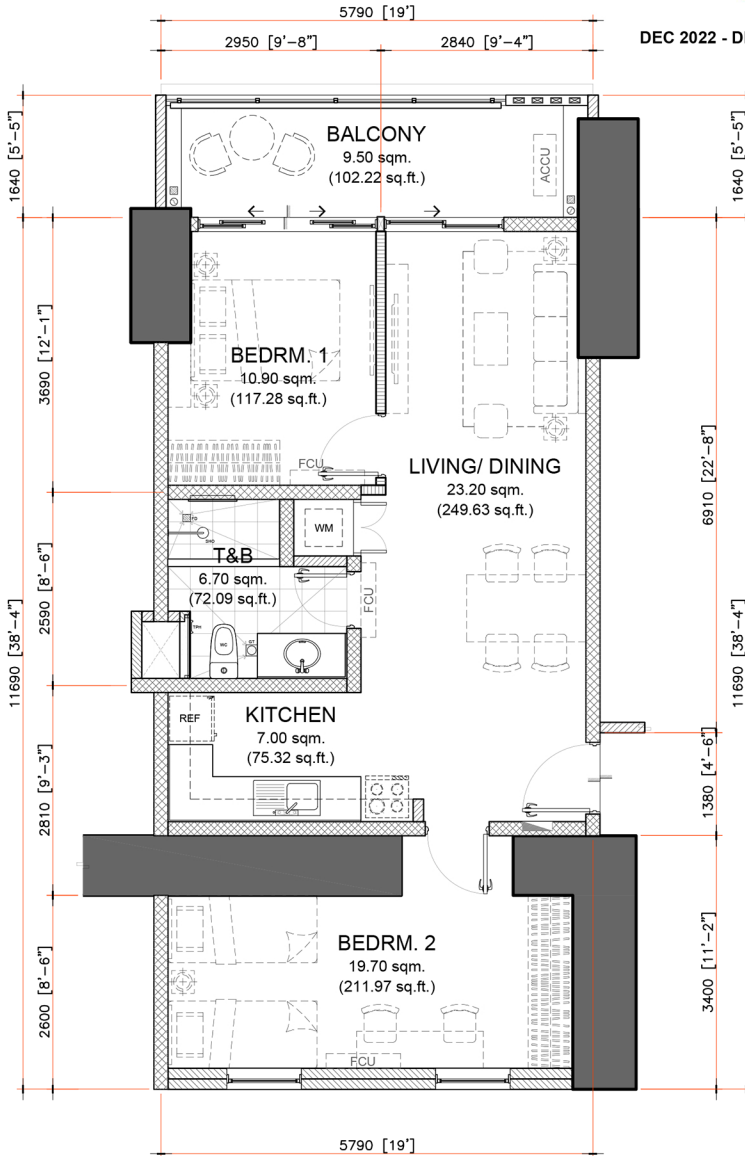 5790 [19']
2950 [9'-8"]
2840 [9'-4"]
DEC 2022 - D
1640 [5'-5"]
1640 [5'-5"]
BALCONY
9.50 sqm.
(102.22 sq.ft.)
ACCU
3690 [12'-1"]
BEDRM. 1
10.90 sqm.
(117.28 sq.ft.)
FCU
LIVING/ DINING
23.20 sqm.
(249.63 sq.ft.)
6910 [22'-8"]
WM
FD
SHO
T&B
6.70 sqm.
(72.09 sq.ft.)
FCU
2590 [8'-6"]
TPH
WC
11690 [38'-4"]
11690 [38'-4"]
REF
KITCHEN
7.00 sqm.
(75.32 sq.ft.)
1380 [4'-6"]
2810 [9'-3"]
BEDRM. 2
19.70 sqm.
(211.97 sq.ft.)
FCU
2600 [8'-6"]
3400 [11'-2"]
5790 [19']